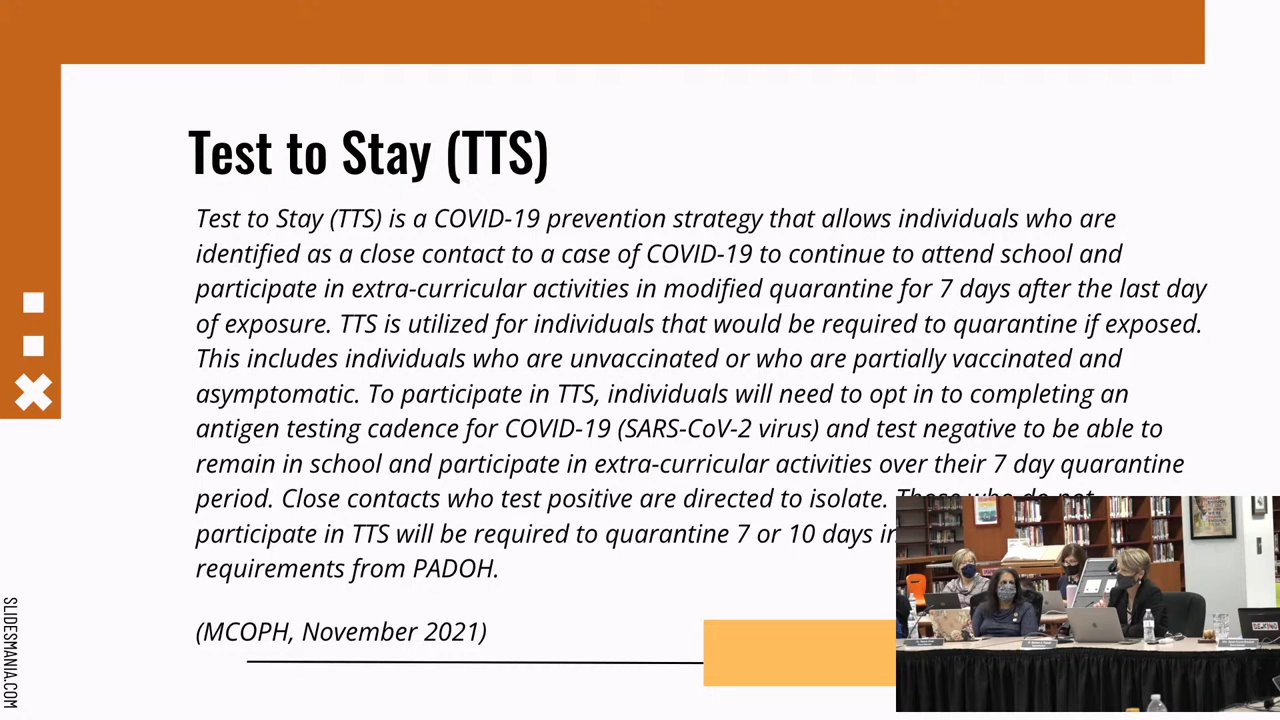 Test to Stay (TTS)
Test to Stay (TTS) is a COVID-19 prevention strategy that allows individuals who are
identified as a close contact to a case of COVID-19 to continue to attend school and
participate in extra-curricular activities in modified quarantine for 7 days after the last day
of exposure. TTS is utilized for individuals that would be required to quarantine if exposed.
This includes individuals who are unvaccinated or who are partially vaccinated and
asymptomatic. To participate in TTS, individuals will need to opt in to completing an
antigen testing cadence for COVID-19 (SARS-CoV-2 virus) and test negative to be able to
remain in school and participate in extra-curricular activities over their 7 day quarantine
period. Close contacts who test positive are directed to isolate. Those who do not
participate in TTS will be required to quarantine 7 or 10 days in
requirements from PADOH.
(MCOPH, November 2021)
SLIDESMANIA.COM